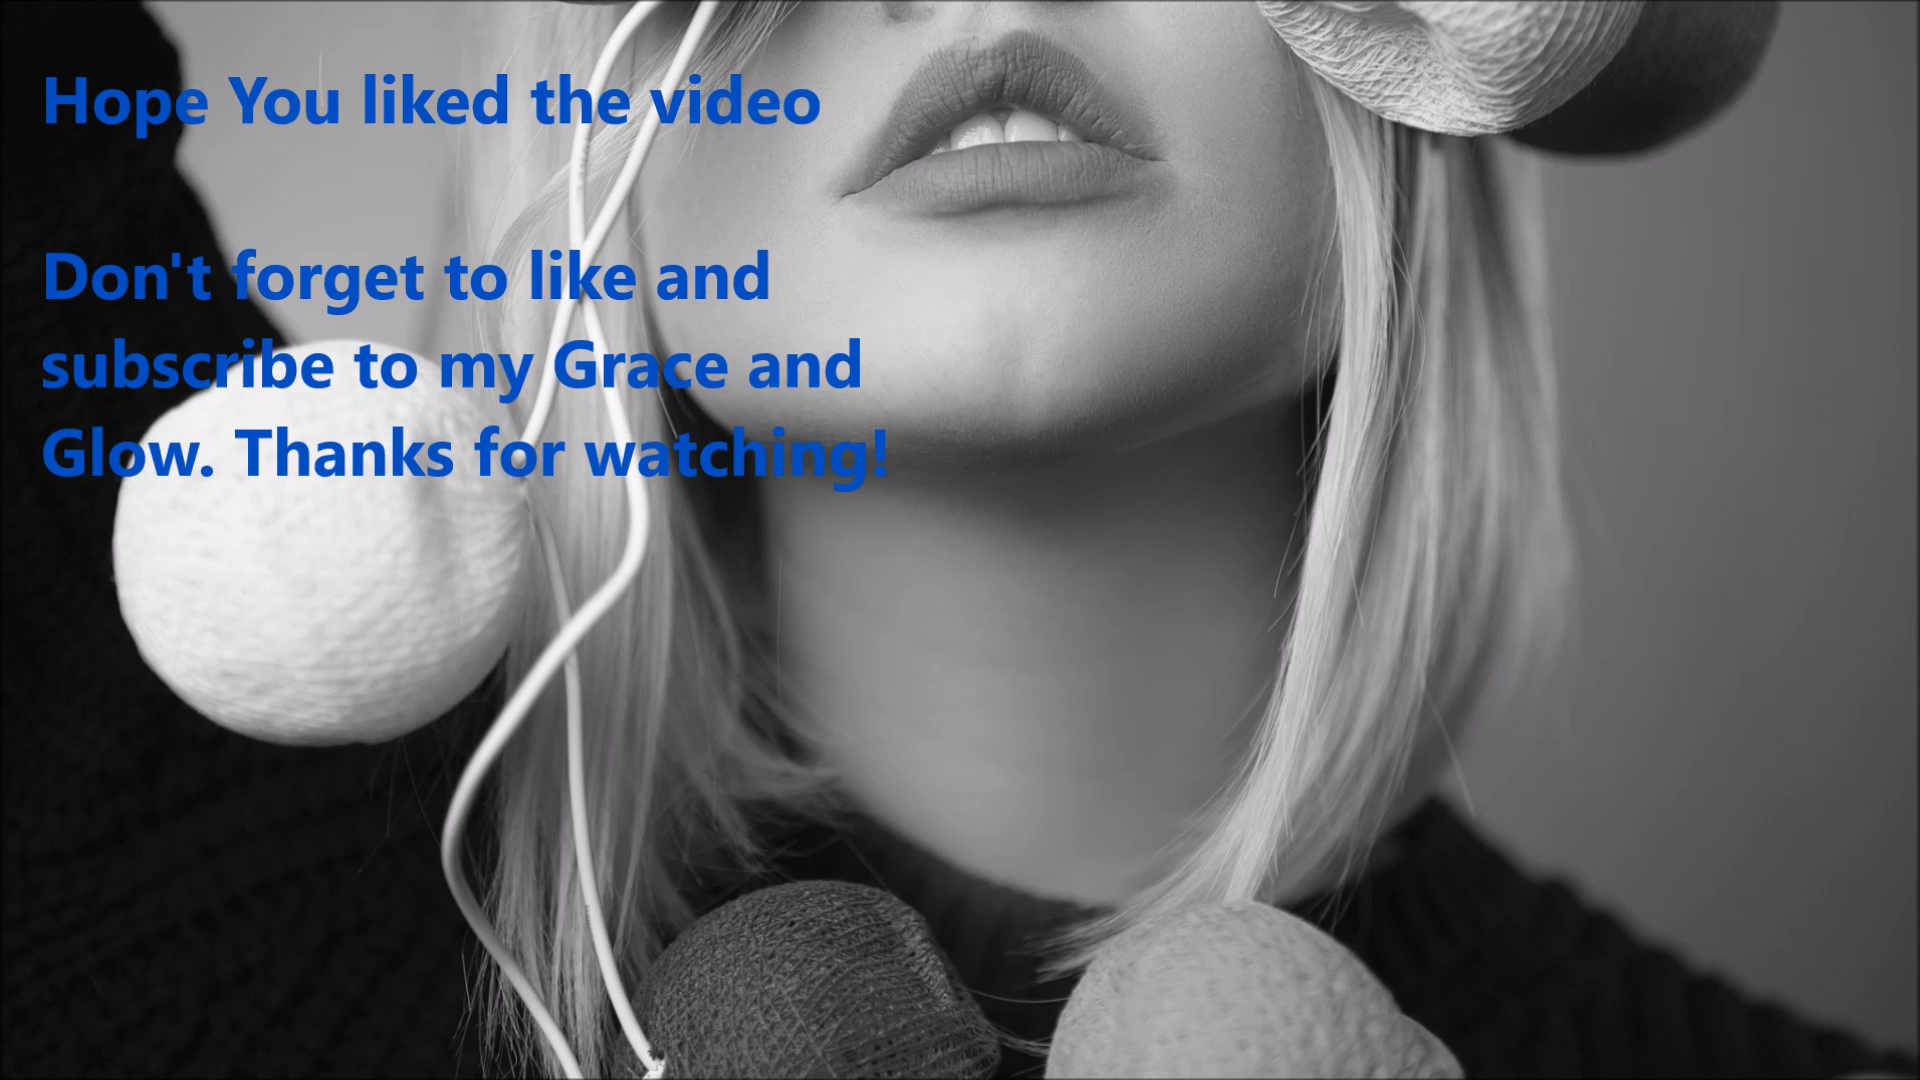 Hope You liked the video
Don't forget to like and
subscribe to my Grace and
Glow. Thanks for watching!